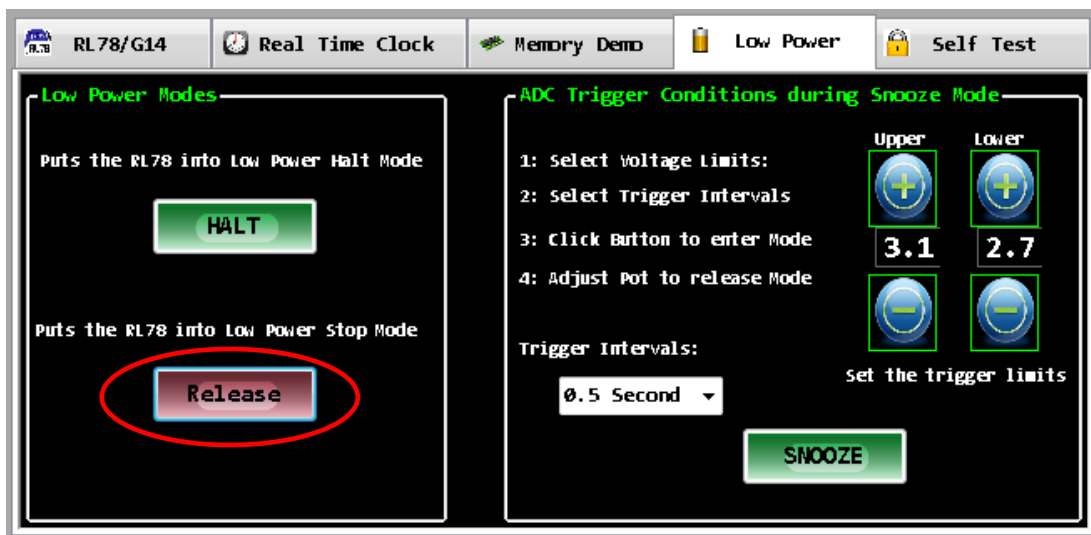 RL78 RL78/G14 Real Time Clock Memory Demo Low Power Self Test
Low Power Modes
Puts the RL78 into Low Power Halt Mode
HALT
Puts the RL78 into Low Power Stop Mode
Release
ADC Trigger Conditions during Snooze Mode
Upper Lower
1: Select Voltage Limits:
2: Select Trigger Intervals
3: Click Button to enter Mode
3.1 2.7
4: Adjust Pot to release Mode
Trigger Intervals:
Set the trigger limits
0.5 Second
SNOOZE